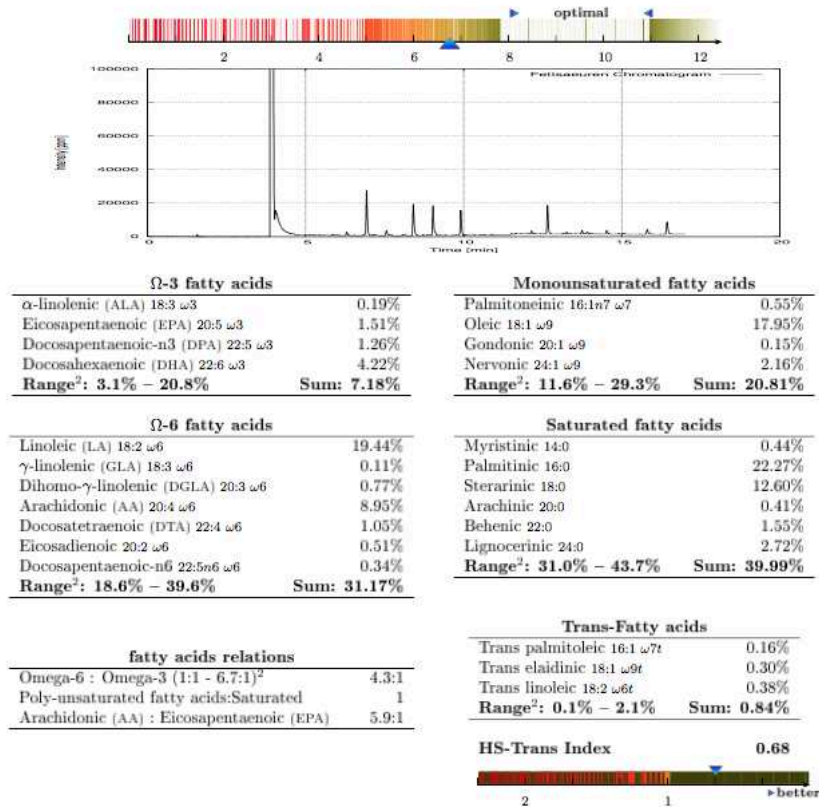 optimal
2 4 6 8 10 12
Fettsaeuren Chromatogram
100000
80000
60000
40000
20000
0
Intensity [ppm]
0 5 10 15 20
Time [min]
Ω-3 fatty acids
α-linolenic (ALA) 18:3 ω3 0.19%
Eicosapentaenoic (EPA) 20:5 ω3 1.51%
Docosapentaenoic-n3 (DPA) 22:5 ω3 1.26%
Docosahexaenoic (DHA) 22:6 ω3 4.22%
Range²: 3.1% – 20.8% Sum: 7.18%
Ω-6 fatty acids
Linoleic (LA) 18:2 ω6 19.44%
γ-linolenic (GLA) 18:3 ω6 0.11%
Dihomo-γ-linolenic (DGLA) 20:3 ω6 0.77%
Arachidonic (AA) 20:4 ω6 8.95%
Docosatetraenoic (DTA) 22:4 ω6 1.05%
Eicosadienoic 20:2 ω6 0.51%
Docosapentaenoic-n6 22:5n6 ω6 0.34%
Range²: 18.6% – 39.6% Sum: 31.17%
fatty acids relations
Omega-6 : Omega-3 (1:1 - 6.7:1)² 4.3:1
Poly-unsaturated fatty acids:Saturated 1
Arachidonic (AA) : Eicosapentaenoic (EPA) 5.9:1
Monounsaturated fatty acids
Palmitoneinic 16:1n7 ω7 0.55%
Oleic 18:1 ω9 17.95%
Gondonic 20:1 ω9 0.15%
Nervonic 24:1 ω9 2.16%
Range²: 11.6% – 29.3% Sum: 20.81%
Saturated fatty acids
Myristinic 14:0 0.44%
Palmitinic 16:0 22.27%
Sterarinic 18:0 12.60%
Arachinic 20:0 0.41%
Behenic 22:0 1.55%
Lignocerinic 24:0 2.72%
Range²: 31.0% – 43.7% Sum: 39.99%
Trans-Fatty acids
Trans palmitoleic 16:1 ω7t 0.16%
Trans elaidinic 18:1 ω9t 0.30%
Trans linoleic 18:2 ω6t 0.38%
Range²: 0.1% – 2.1% Sum: 0.84%
HS-Trans Index 0.68
better
2 1